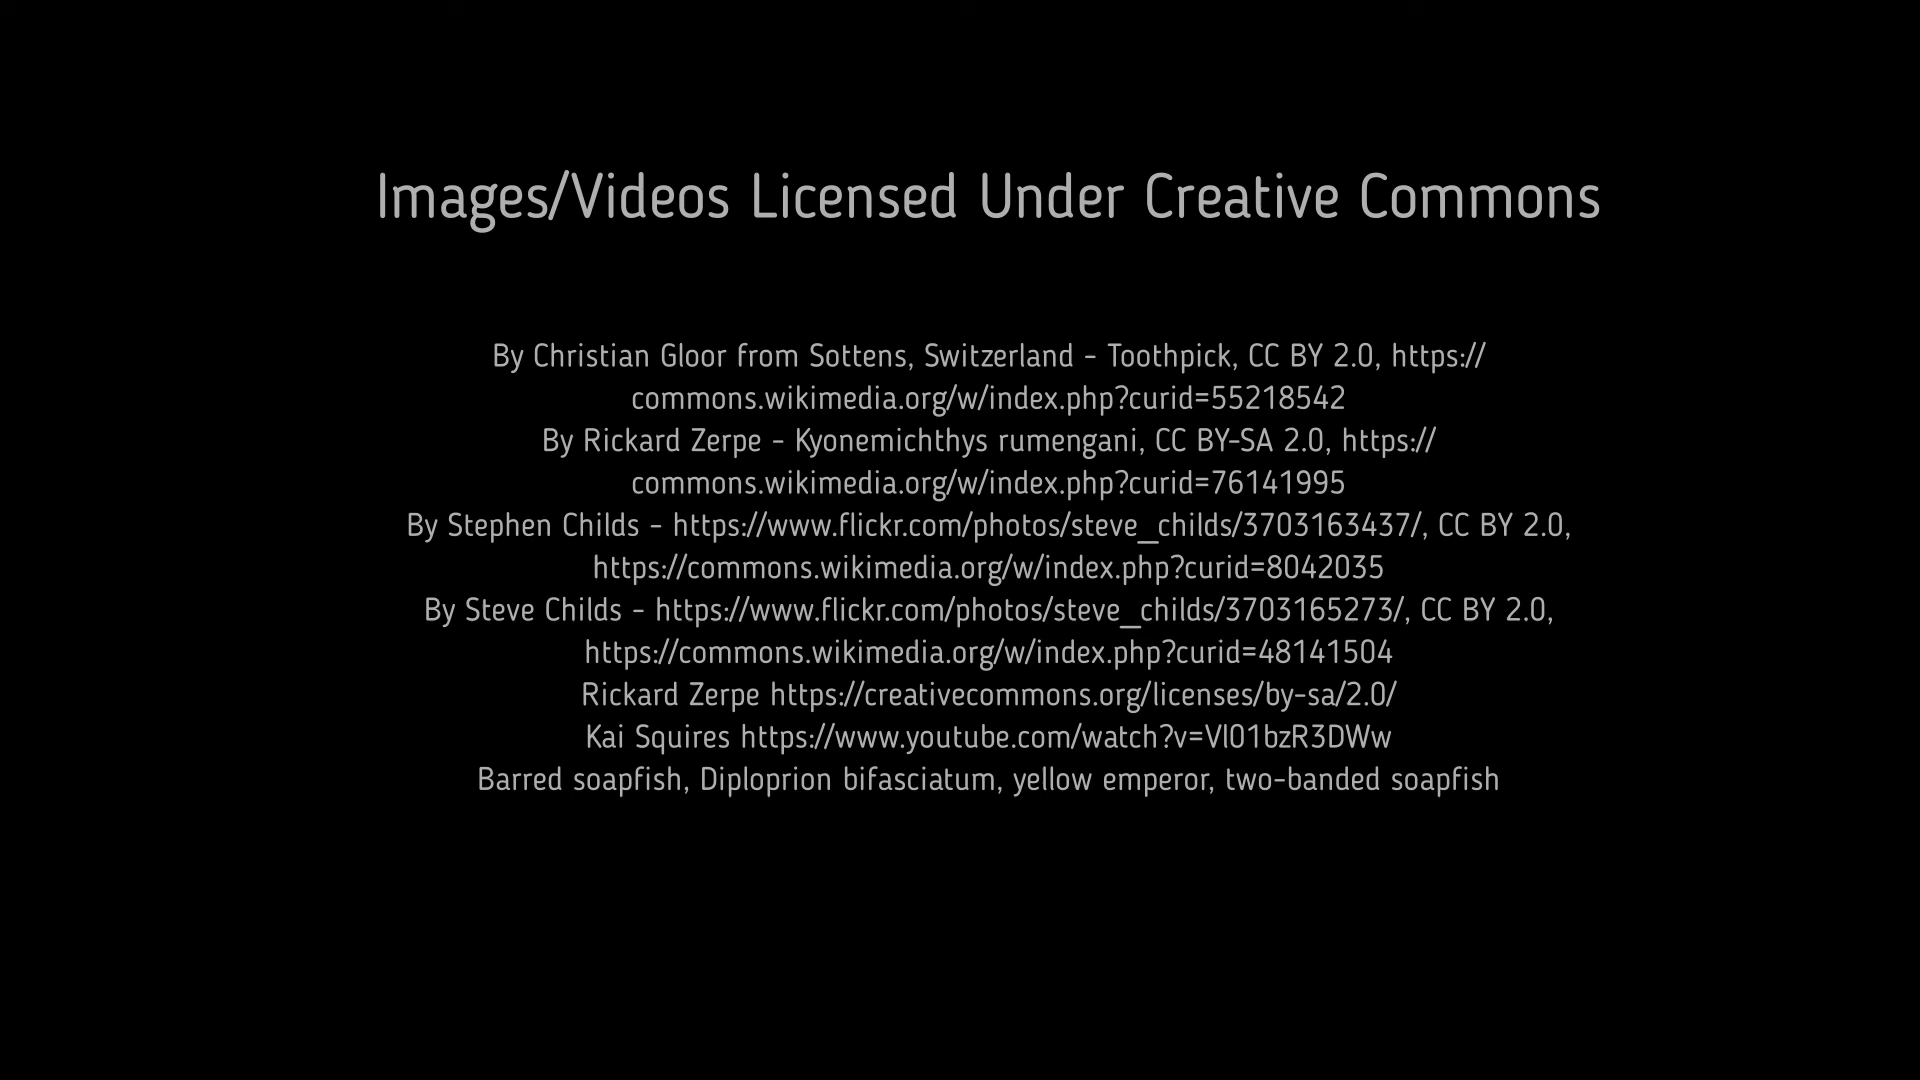 Images/Videos Licensed Under Creative Commons
By Christian Gloor from Sottens, Switzerland - Toothpick, CC BY 2.0, https://
commons.wikimedia.org/w/index.php?curid=55218542
By Rickard Zerpe - Kyonemichthys rumengani, CC BY-SA 2.0, https://
commons.wikimedia.org/w/index.php?curid=76141995
By Stephen Childs - https://www.flickr.com/photos/steve_childs/3703163437/, CC BY 2.0,
https://commons.wikimedia.org/w/index.php?curid=8042035
By Steve Childs - https://www.flickr.com/photos/steve_childs/3703165273/, CC BY 2.0,
https://commons.wikimedia.org/w/index.php?curid=48141504
Rickard Zerpe https://creativecommons.org/licenses/by-sa/2.0/
Kai Squires https://www.youtube.com/watch?v=Vl01bzR3DWw
Barred soapfish, Diploprion bifasciatum, yellow emperor, two-banded soapfish